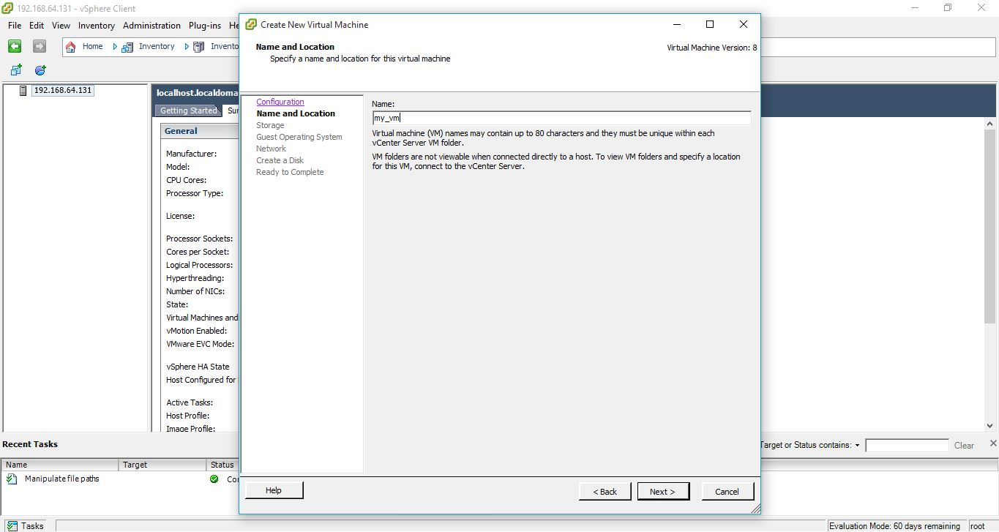 192.168.64.131 - vSphere Client
File Edit View Inventory Administration Plug-ins He
Home Inventory Invento
192.168.64.131
localhost.localdoma
Getting Started Sur
General
Manufacturer:
Model:
CPU Cores:
Processor Type:
License:
Processor Sockets:
Cores per Socket:
Logical Processors:
Hyperthreading:
Number of NICs:
State:
Virtual Machines and
vMotion Enabled:
VMware EVC Mode:
vSphere HA State
Host Configured for
Active Tasks:
Host Profile:
Image Profile:
Create New Virtual Machine
Name and Location
Specify a name and location for this virtual machine
Virtual Machine Version: 8
Configuration
Name and Location
Storage
Guest Operating System
Network
Create a Disk
Ready to Complete
Name:
my_vm
Virtual machine (VM) names may contain up to 80 characters and they must be unique within each
vCenter Server VM folder.
VM folders are not viewable when connected directly to a host. To view VM folders and specify a location
for this VM, connect to the vCenter Server.
Help < Back Next > Cancel
Recent Tasks
Target or Status contains: Clear
Name Target Status
Manipulate file paths Co
Tasks
Evaluation Mode: 60 days remaining root